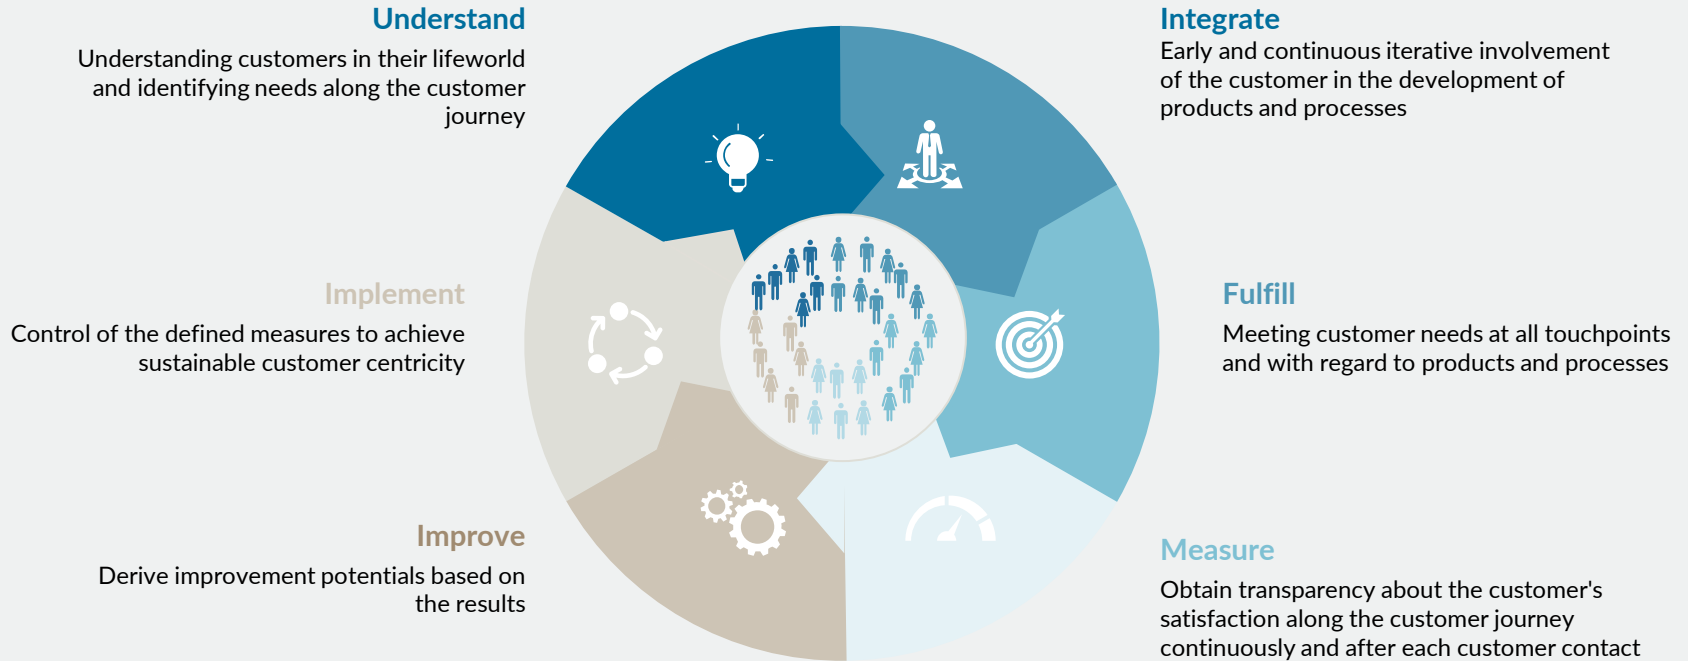 Understand
Understanding customers in their lifeworld
and identifying needs along the customer
journey
Integrate
Early and continuous iterative involvement
of the customer in the development of
products and processes
Fulfill
Meeting customer needs at all touchpoints
and with regard to products and processes
Measure
Obtain transparency about the customer's
satisfaction along the customer journey
continuously and after each customer contact
Improve
Derive improvement potentials based on
the results
Implement
Control of the defined measures to achieve
sustainable customer centricity